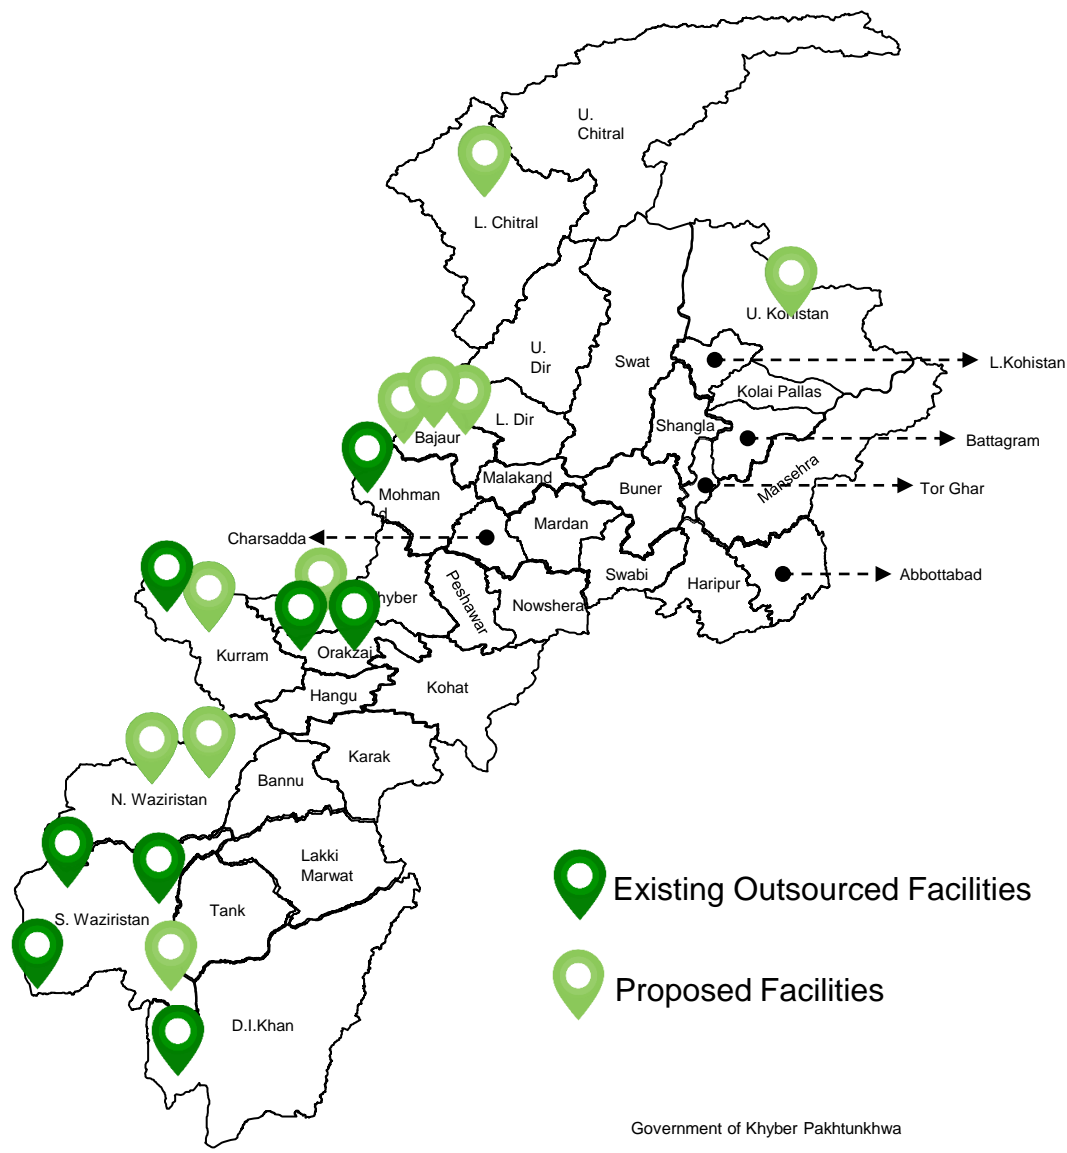 U.
Chitral
L. Chitral
U. Kohistan
U.
Dir
Swat
L.Kohistan
Kolai Pallas
L. Dir
Shangla
Bajaur
Battagram
Malakand
Buner
Mansehra
Tor Ghar
Mohman
d
Mardan
Charsadda
Swabi
Haripur
Abbottabad
Peshawar
Nowshera
hyber
Orakzai
Kurram
Hangu
Kohat
Karak
Bannu
N. Waziristan
Lakki
Marwat
Tank
S. Waziristan
D.I.Khan
Existing Outsourced Facilities
Proposed Facilities
Government of Khyber Pakhtunkhwa